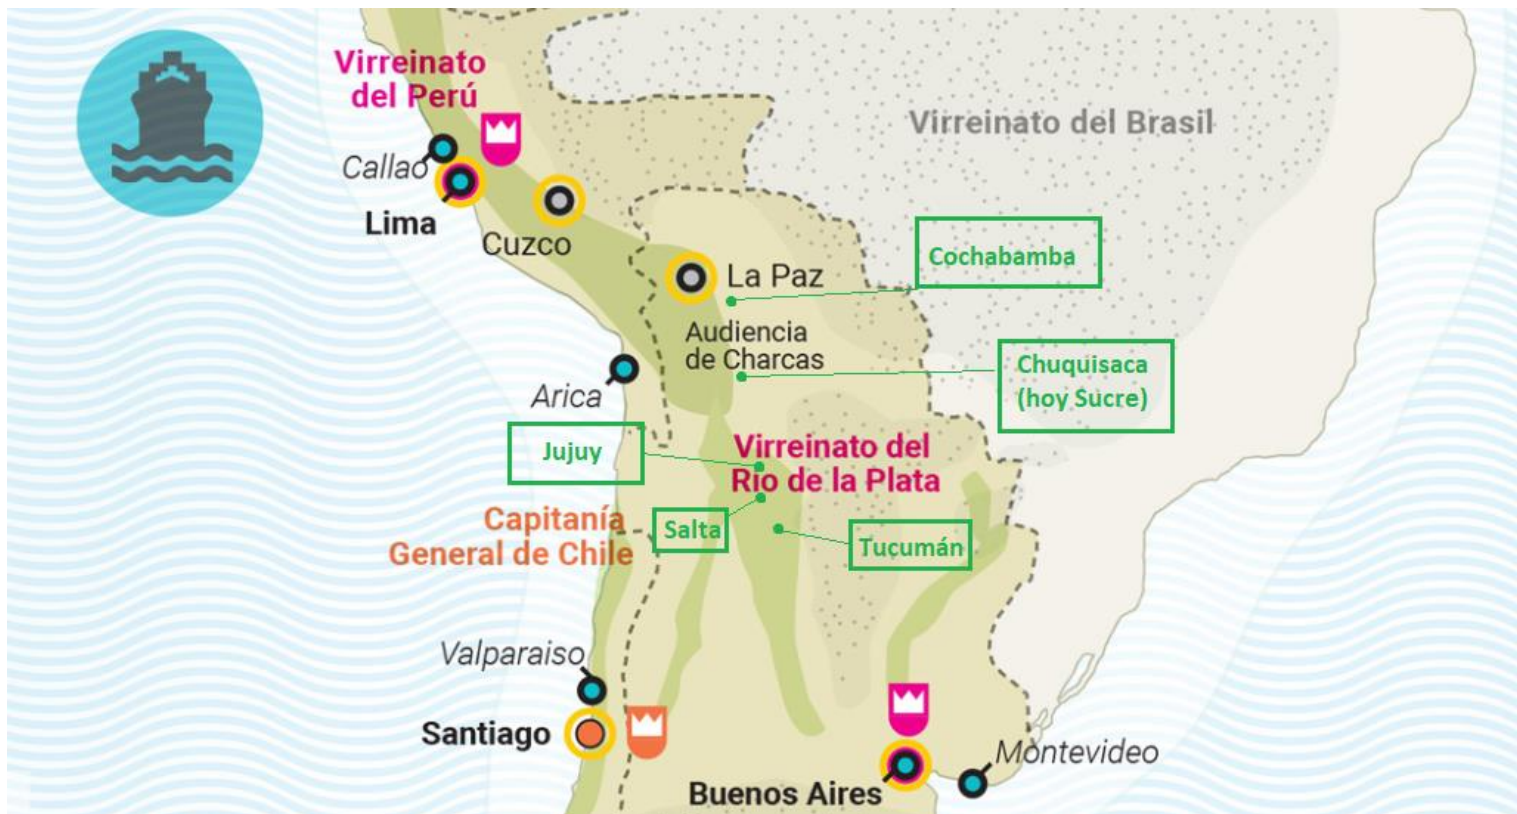 Virreinato
del Perú
Virreinato del Brasil
Callao
Lima
Cuzco
Cochabamba
La Paz
Audiencia
de Charcas
Chuquisaca
(hoy Sucre)
Arica
Jujuy
Virreinato del
Río de la Plata
Capitanía
General de Chile
Salta
Tucumán
Valparaiso
Santiago
Montevideo
Buenos Aires